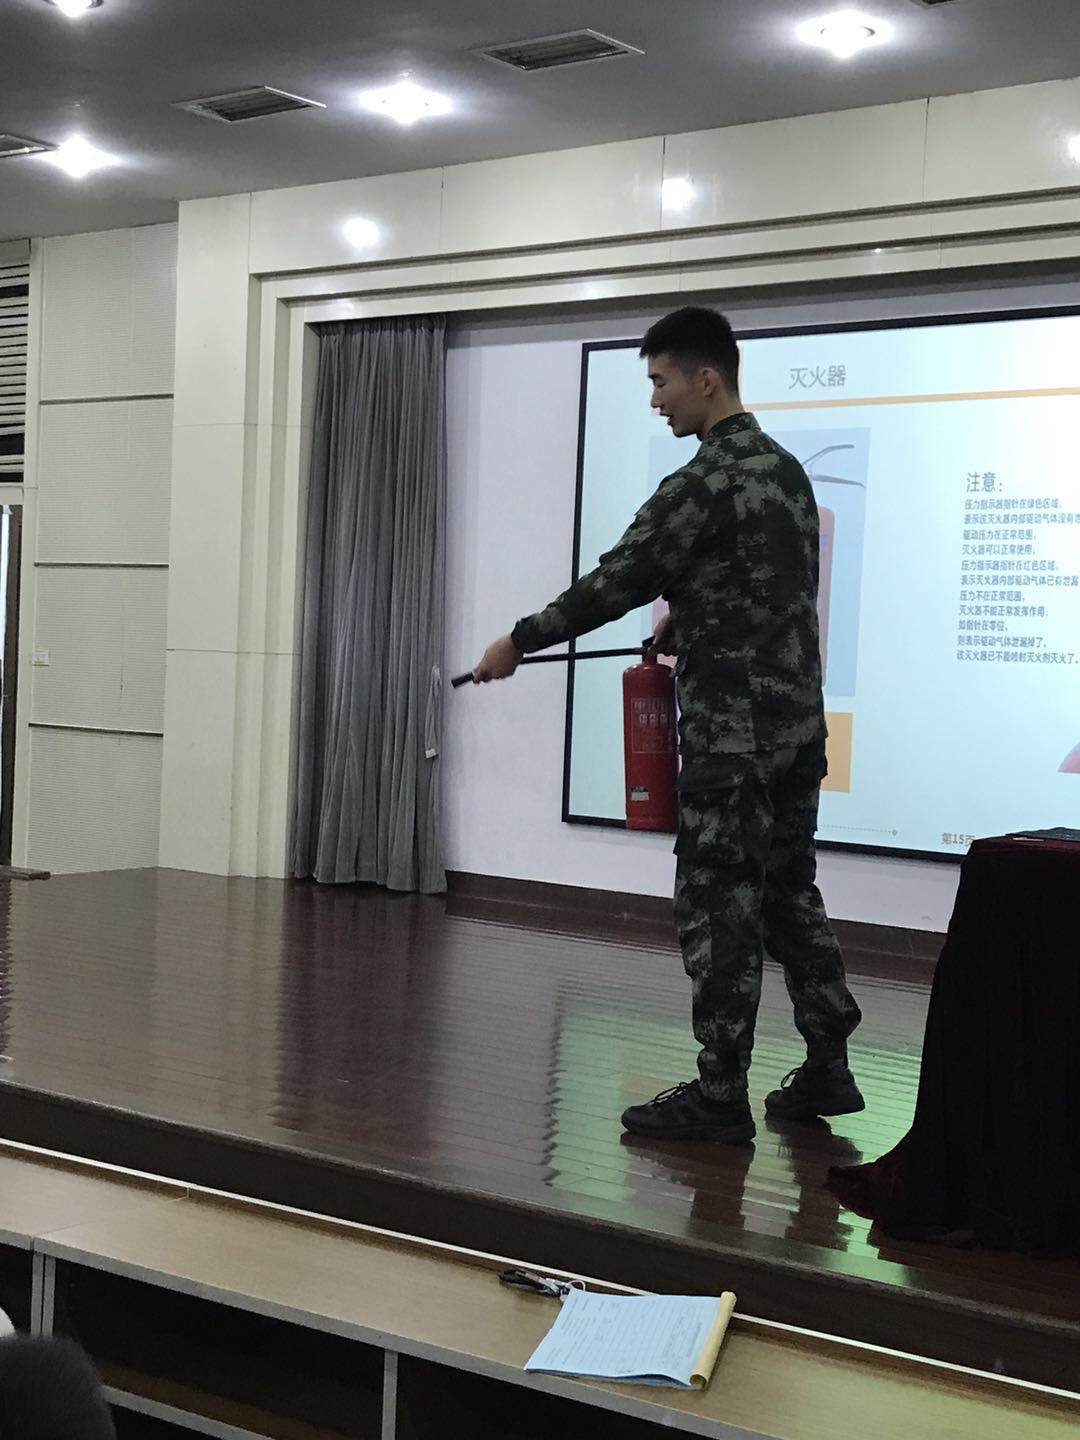 灭火器
注意：
压力指示器指针在绿色区域，
表示该灭火器内部驱动气体没有泄
驱动压力在正常范围，
灭火器可以正常使用；
压力指示器指针在红色区域，
表示灭火器内部驱动气体已有泄漏
压力不在正常范围，
灭火器不能正常发挥作用；
如指针在零位，
则表示驱动气体泄漏掉了，
该灭火器已不能喷射灭火剂灭火了。
第15页